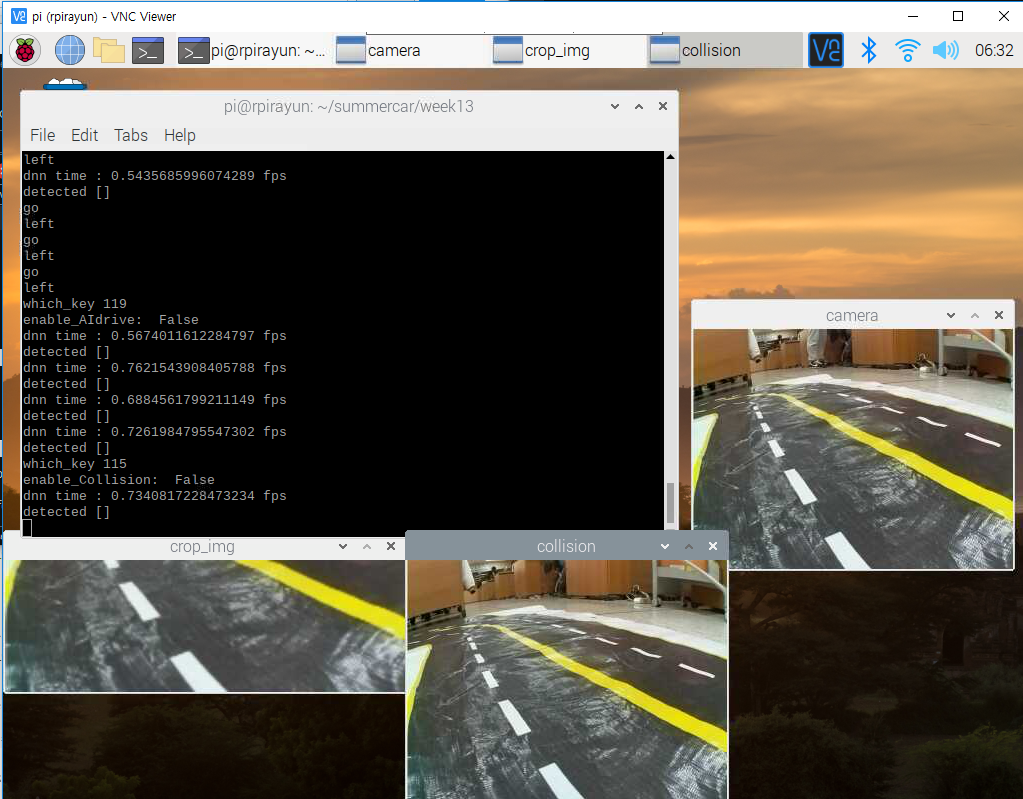 pi (rpirayun) - VNC Viewer
pi@rpirayun: ~...
camera
crop_img
collision
06:32
pi@rpirayun: ~/summercar/week13
File Edit Tabs Help
left
dnn time : 0.5435685996074289 fps
detected []
go
left
go
left
go
left
which_key 119
enable_AIdrive:  False
dnn time : 0.5674011612284797 fps
detected []
dnn time : 0.7621543908405788 fps
detected []
dnn time : 0.6884561799211149 fps
detected []
dnn time : 0.7261984795547302 fps
detected []
which_key 115
enable_Collision:  False
dnn time : 0.7340817228473234 fps
detected []
camera
crop_img
collision